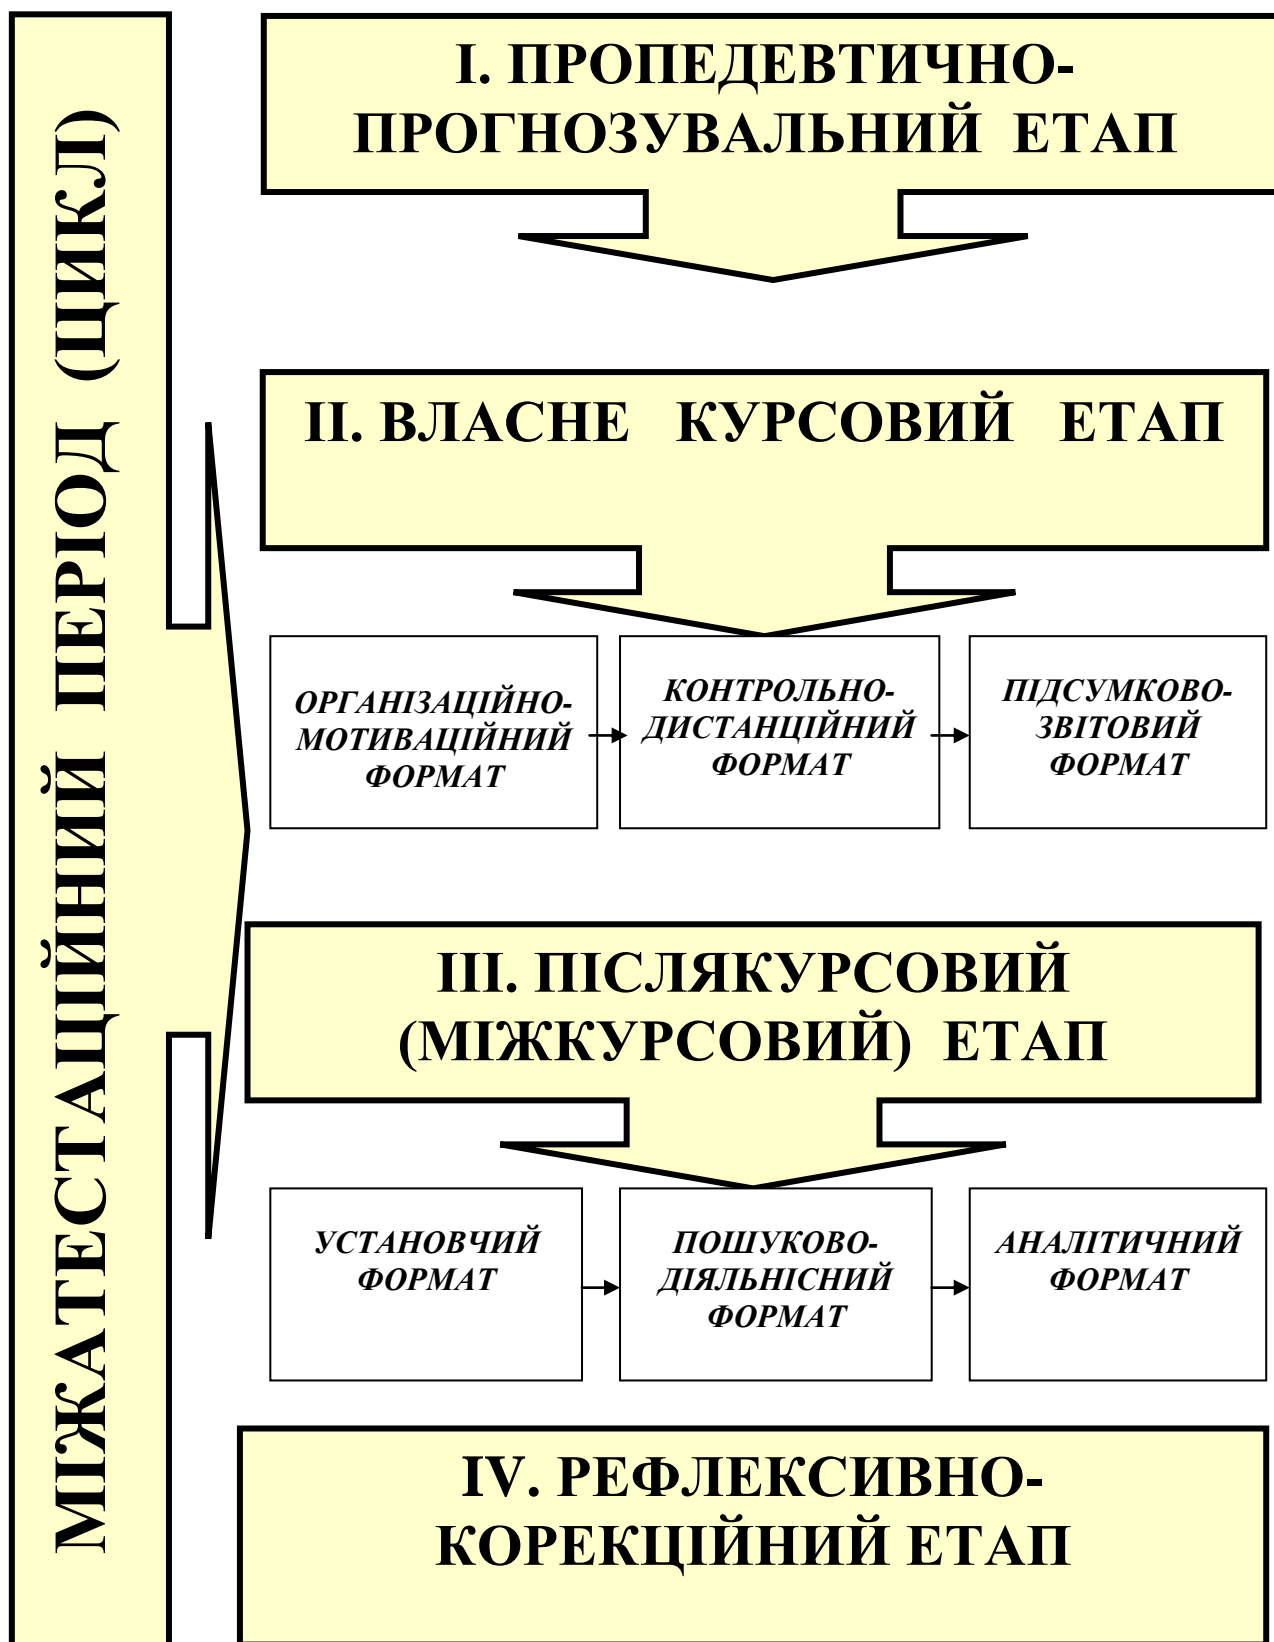 МІЖАТЕСТАЦІЙНИЙ ПЕРІОД (ЦИКЛ)
І. ПРОПЕДЕВТИЧНО-
ПРОГНОЗУВАЛЬНИЙ ЕТАП
ІІ. ВЛАСНЕ КУРСОВИЙ ЕТАП
ОРГАНІЗАЦІЙНО-
МОТИВАЦІЙНИЙ
ФОРМАТ
КОНТРОЛЬНО-
ДИСТАНЦІЙНИЙ
ФОРМАТ
ПІДСУМКОВО-
ЗВІТОВИЙ
ФОРМАТ
ІІІ. ПІСЛЯКУРСОВИЙ
(МІЖКУРСОВИЙ) ЕТАП
УСТАНОВЧИЙ
ФОРМАТ
ПОШУКОВО-
ДІЯЛЬНІСНИЙ
ФОРМАТ
АНАЛІТИЧНИЙ
ФОРМАТ
IV. РЕФЛЕКСИВНО-
КОРЕКЦІЙНИЙ ЕТАП